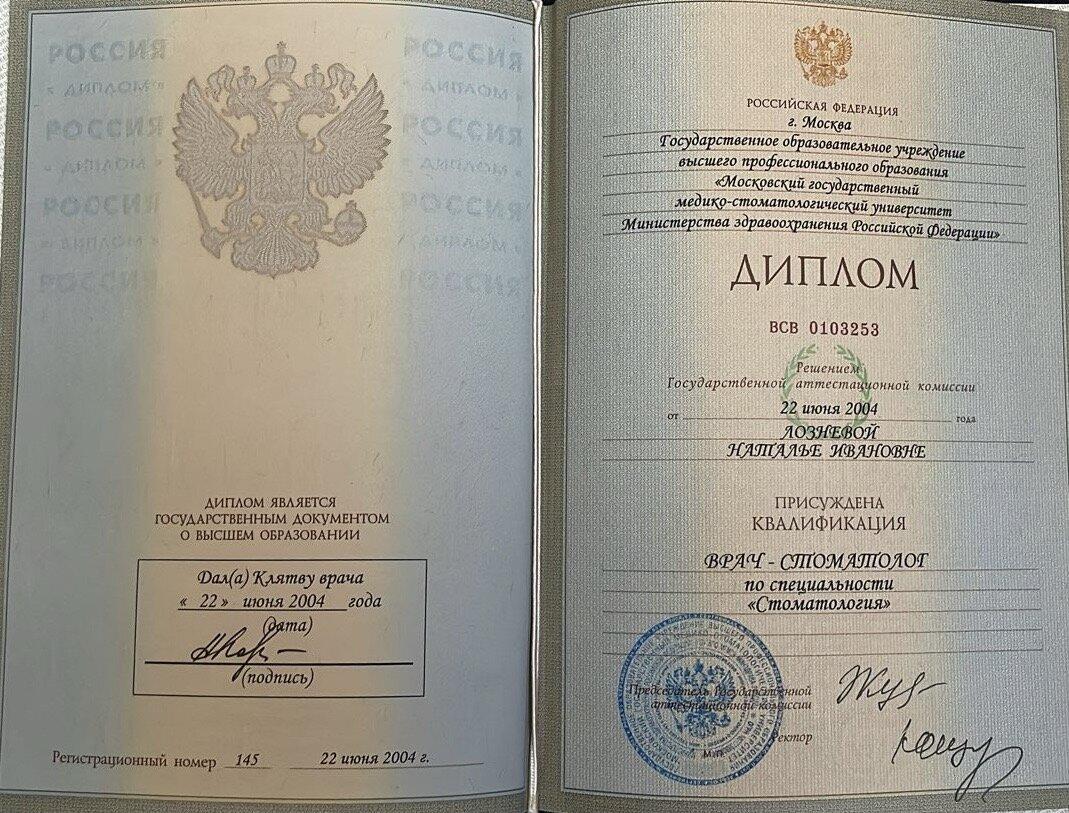 РОССИЯ РОССИЯ
« ДИПЛОМ » « ДИПЛОМ »
РОССИЯ РОССИЯ
« ДИПЛОМ » « ДИПЛОМ »
РОССИЯ РОССИЯ
« ДИПЛОМ » « ДИПЛОМ »
РОССИЯ РОССИЯ
ДИПЛОМ ЯВЛЯЕТСЯ
ГОСУДАРСТВЕННЫМ ДОКУМЕНТОМ
О ВЫСШЕМ ОБРАЗОВАНИИ
Дал(а) Клятву врача
« 22 » июня 2004 года
(дата)
(подпись)
Регистрационный номер 145 22 июня 2004 г.
РОССИЙСКАЯ ФЕДЕРАЦИЯ
г. Москва
Государственное образовательное учреждение
высшего профессионального образования
«Московский государственный
медико-стоматологический университет
Министерства здравоохранения Российской Федерации»
ДИПЛОМ
ВСВ 0103253
Решением
Государственной аттестационной комиссии
от 22 июня 2004 года
ЛОЗНЕВОЙ
НАТАЛЬЕ ИВАНОВНЕ
ПРИСУЖДЕНА
КВАЛИФИКАЦИЯ
ВРАЧ - СТОМАТОЛОГ
по специальности
«Стоматология»
Председатель Государственной
аттестационной комиссии
Ректор